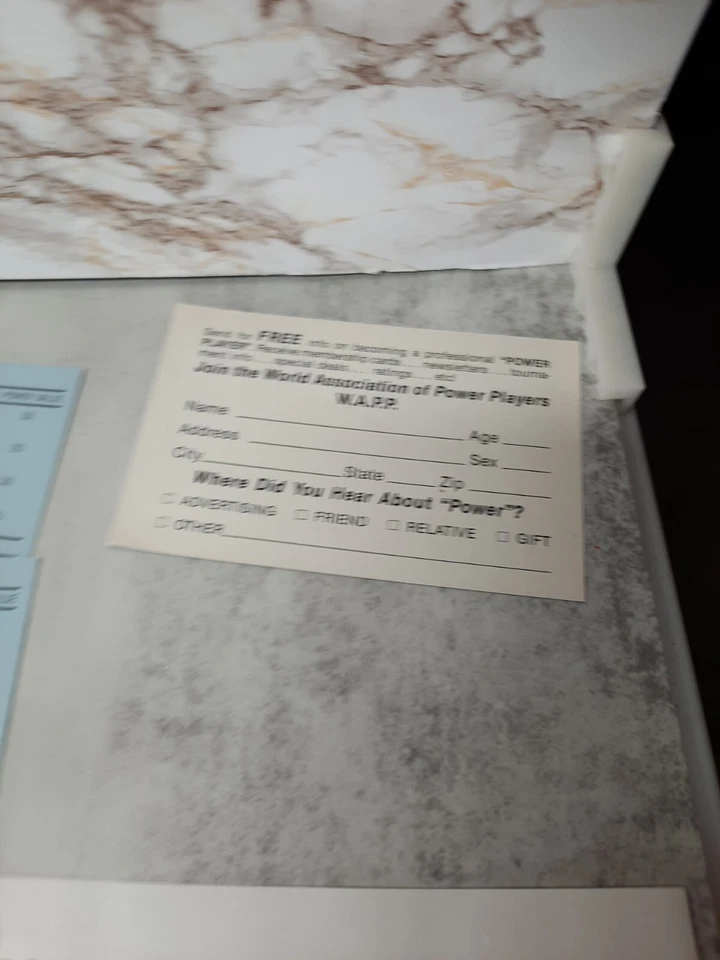 Send for FREE info on becoming a professional "POWER
PLAYER". Receive membership cards ... newsletters ... tourna-
ment info ... special deals ... ratings ... etc!
Join the World Association of Power Players
W.A.P.P.
Name Age
Address Sex
City State Zip
Where Did You Hear About "Power"?
☐ ADVERTISING ☐ FRIEND ☐ RELATIVE ☐ GIFT
☐ OTHER
POWER VALUE